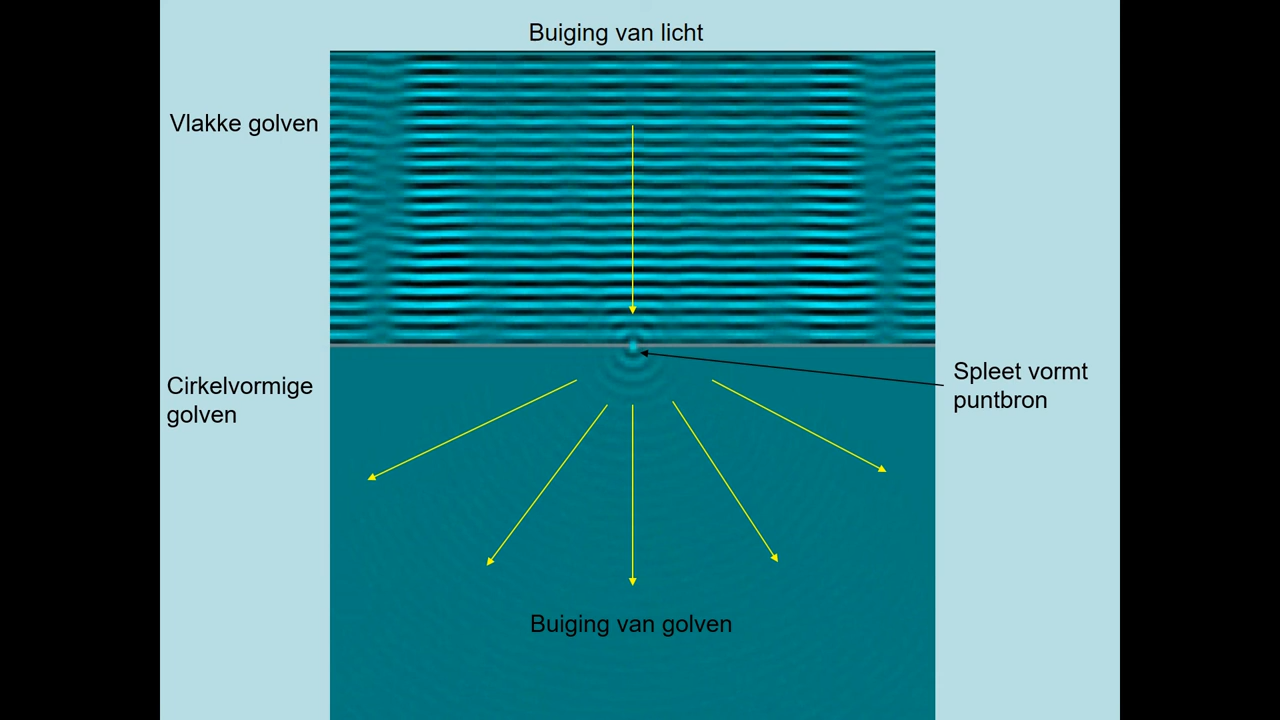 Buiging van licht
Vlakke golven
Cirkelvormige
golven
Spleet vormt
puntbron
Buiging van golven